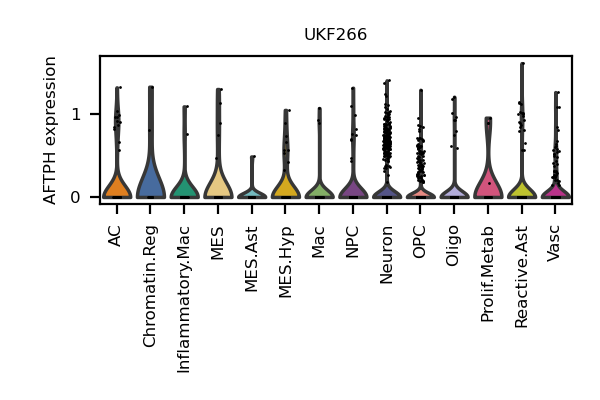 UKF266
AFTPH expression
1
0
AC
Chromatin.Reg
Inflammatory.Mac
MES
MES.Ast
MES.Hyp
Mac
NPC
Neuron
OPC
Oligo
Prolif.Metab
Reactive.Ast
Vasc